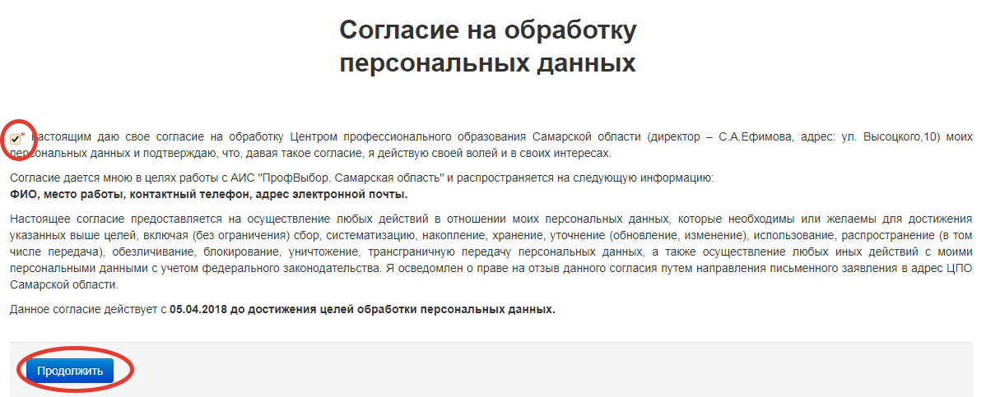 Согласие на обработку
персональных данных
* настоящим даю свое согласие на обработку Центром профессионального образования Самарской области (директор – С.А.Ефимова, адрес: ул. Высоцкого,10) моих
персональных данных и подтверждаю, что, давая такое согласие, я действую своей волей и в своих интересах.
Согласие дается мною в целях работы с АИС "ПрофВыбор. Самарская область" и распространяется на следующую информацию:
ФИО, место работы, контактный телефон, адрес электронной почты.
Настоящее согласие предоставляется на осуществление любых действий в отношении моих персональных данных, которые необходимы или желаемы для достижения
указанных выше целей, включая (без ограничения) сбор, систематизацию, накопление, хранение, уточнение (обновление, изменение), использование, распространение (в том
числе передача), обезличивание, блокирование, уничтожение, трансграничную передачу персональных данных, а также осуществление любых иных действий с моими
персональными данными с учетом федерального законодательства. Я осведомлен о праве на отзыв данного согласия путем направления письменного заявления в адрес ЦПО
Самарской области.
Данное согласие действует с 05.04.2018 до достижения целей обработки персональных данных.
Продолжить